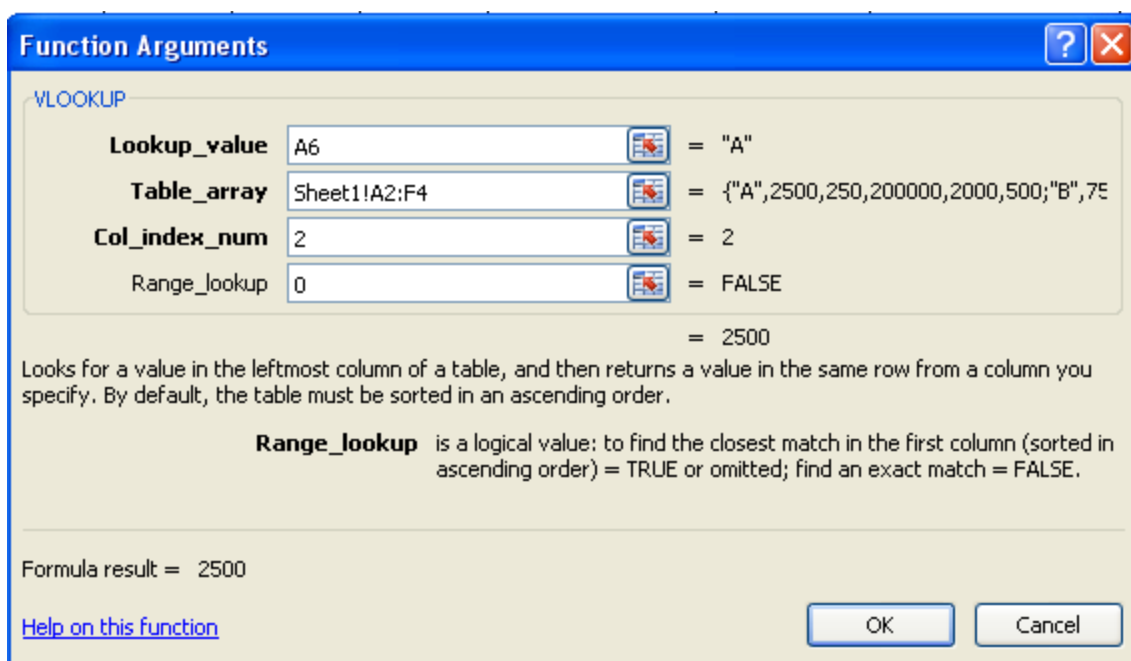 Function Arguments
VLOOKUP
Lookup_value A6 = "A"
Table_array Sheet1!A2:F4 = {"A",2500,250,200000,2000,500;"B",75
Col_index_num 2 = 2
Range_lookup 0 = FALSE
= 2500
Looks for a value in the leftmost column of a table, and then returns a value in the same row from a column you
specify. By default, the table must be sorted in an ascending order.
Range_lookup is a logical value: to find the closest match in the first column (sorted in
ascending order) = TRUE or omitted; find an exact match = FALSE.
Formula result = 2500
Help on this function
OK Cancel